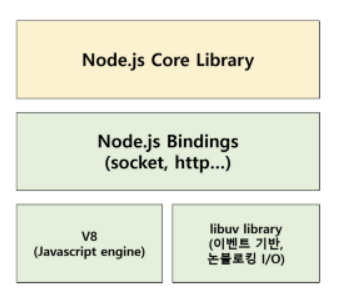 Node.js Core Library
Node.js Bindings
(socket, http...)
V8
(Javascript engine)
libuv library
(이벤트 기반,
논블로킹 I/O)